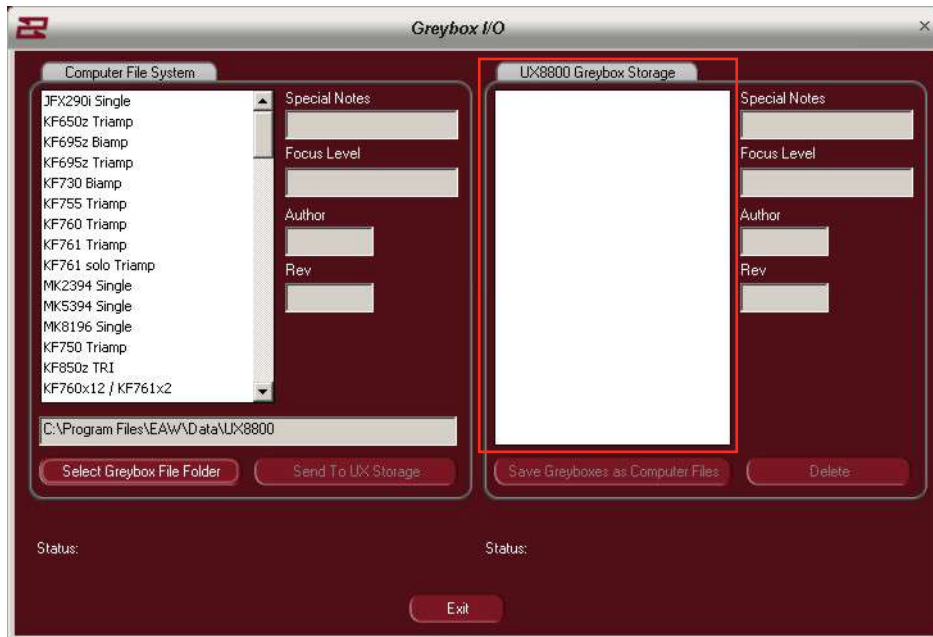 Greybox I/O
×
Computer File System
JFX290i Single
KF650z Triamp
KF695z Biamp
KF695z Triamp
KF730 Biamp
KF755 Triamp
KF760 Triamp
KF761 Triamp
KF761 solo Triamp
MK2394 Single
MK5394 Single
MK8196 Single
KF750 Triamp
KF850z TRI
KF760x12 / KF761x2
Special Notes
Focus Level
Author
Rev
C:\Program Files\EAW\Data\UX8800
Select Greybox File Folder
Send To UX Storage
Status:
UX8800 Greybox Storage
Special Notes
Focus Level
Author
Rev
Save Greyboxes as Computer Files
Delete
Status:
Exit